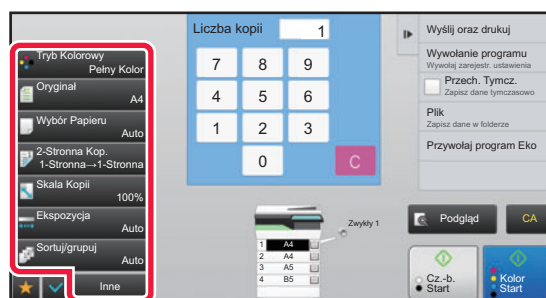 Liczba kopii 1
Tryb Kolorowy
Pełny Kolor
Oryginał
A4
Wybór Papieru
Auto
2-Stronna Kop.
1-Stronna→1-Stronna
Skala Kopii
100%
Ekspozycja
Auto
Sortuj/grupuj
Auto
Inne
7 8 9
4 5 6
1 2 3
0 C
Zwykły 1
1 A4
2 A4
3 A5
4 B5
Wyślij oraz drukuj
Wywołanie programu
Wywołaj zarejestr. ustawienia
Przech. Tymcz.
Zapisz dane tymczasowo
Plik
Zapisz dane w folderze
Przywołaj program Eko
Podgląd
CA
Cz.-b.
Start
Kolor
Start